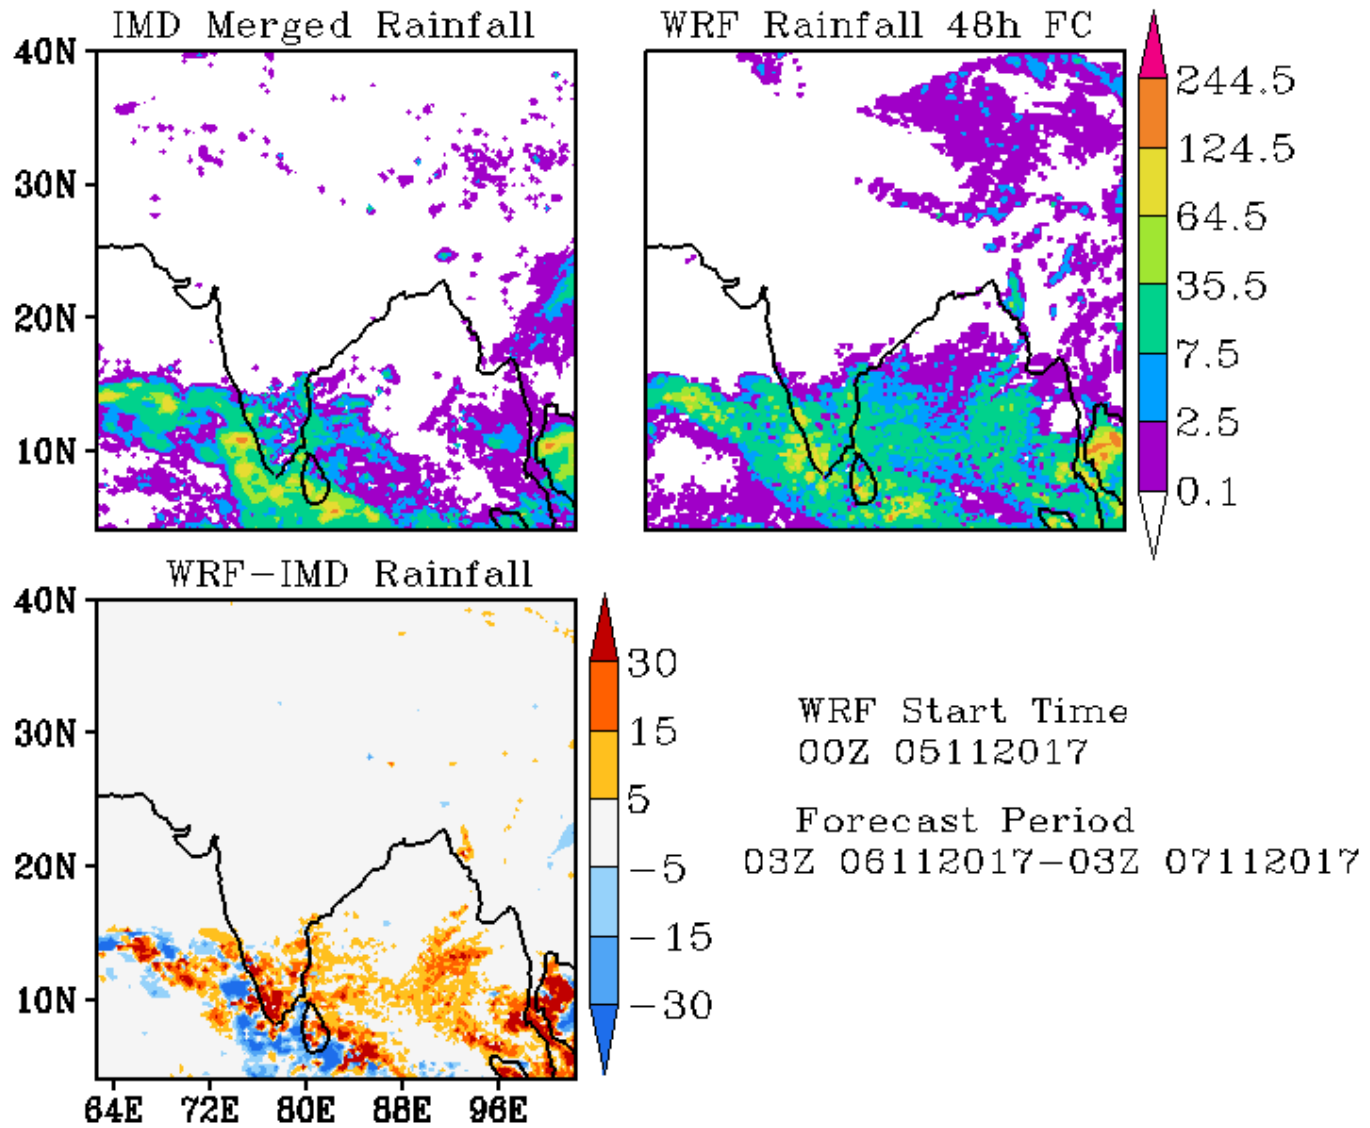 IMD Merged Rainfall
WRF Rainfall 48h FC
40N
30N
20N
10N
244.5
124.5
64.5
35.5
7.5
2.5
0.1
WRF-IMD Rainfall
40N
30N
20N
10N
64E 72E 80E 88E 96E
30
15
5
-5
-15
-30
WRF Start Time
00Z 05112017
Forecast Period
03Z 06112017-03Z 07112017